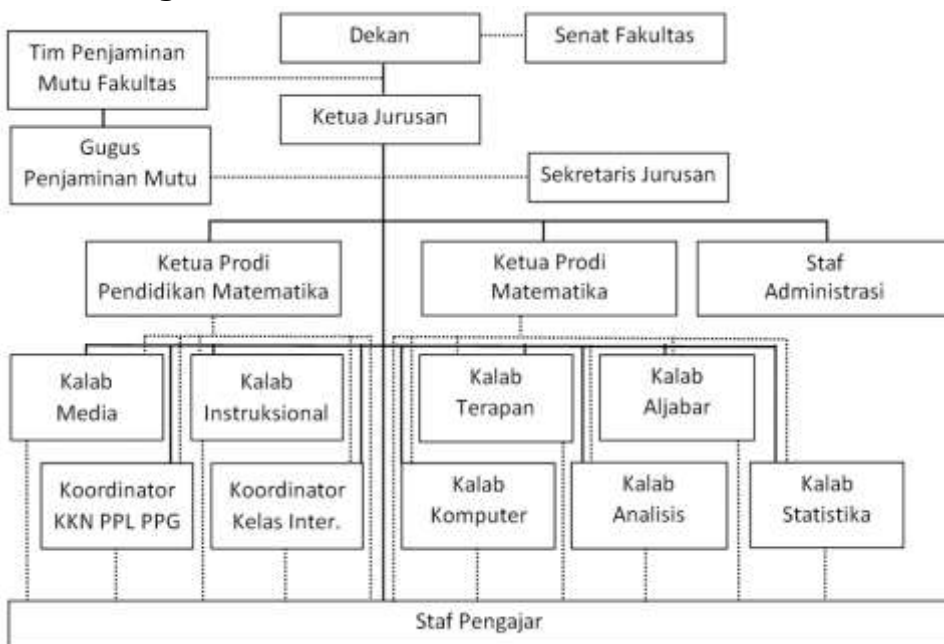 Dekan
Senat Fakultas
Tim Penjaminan
Mutu Fakultas
Ketua Jurusan
Gugus
Penjaminan Mutu
Sekretaris Jurusan
Ketua Prodi
Pendidikan Matematika
Ketua Prodi
Matematika
Staf
Administrasi
Kalab
Media
Kalab
Instruksional
Kalab
Terapan
Kalab
Aljabar
Koordinator
KKN PPL PPG
Koordinator
Kelas Inter.
Kalab
Komputer
Kalab
Analisis
Kalab
Statistika
Staf Pengajar